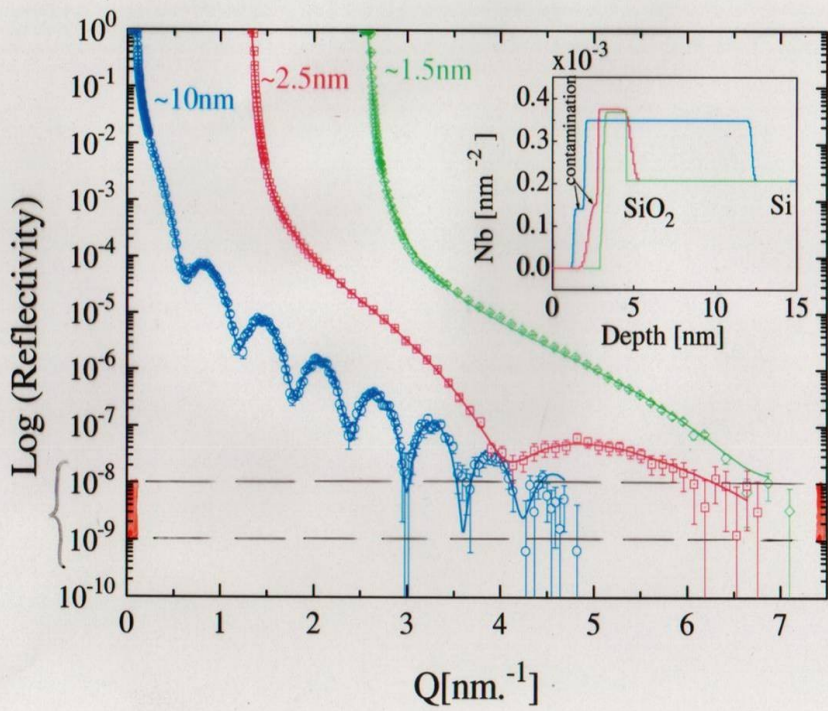 10⁰
10⁻¹
10⁻²
10⁻³
10⁻⁴
10⁻⁵
10⁻⁶
10⁻⁷
10⁻⁸
10⁻⁹
10⁻¹⁰
Log (Reflectivity)
~10nm
~2.5nm
~1.5nm
x10⁻³
0.4
0.3
0.2
0.1
0.0
Nb [nm⁻²]
contamination
SiO₂
Si
0 5 10 15
Depth [nm]
0 1 2 3 4 5 6 7
Q[nm.⁻¹]